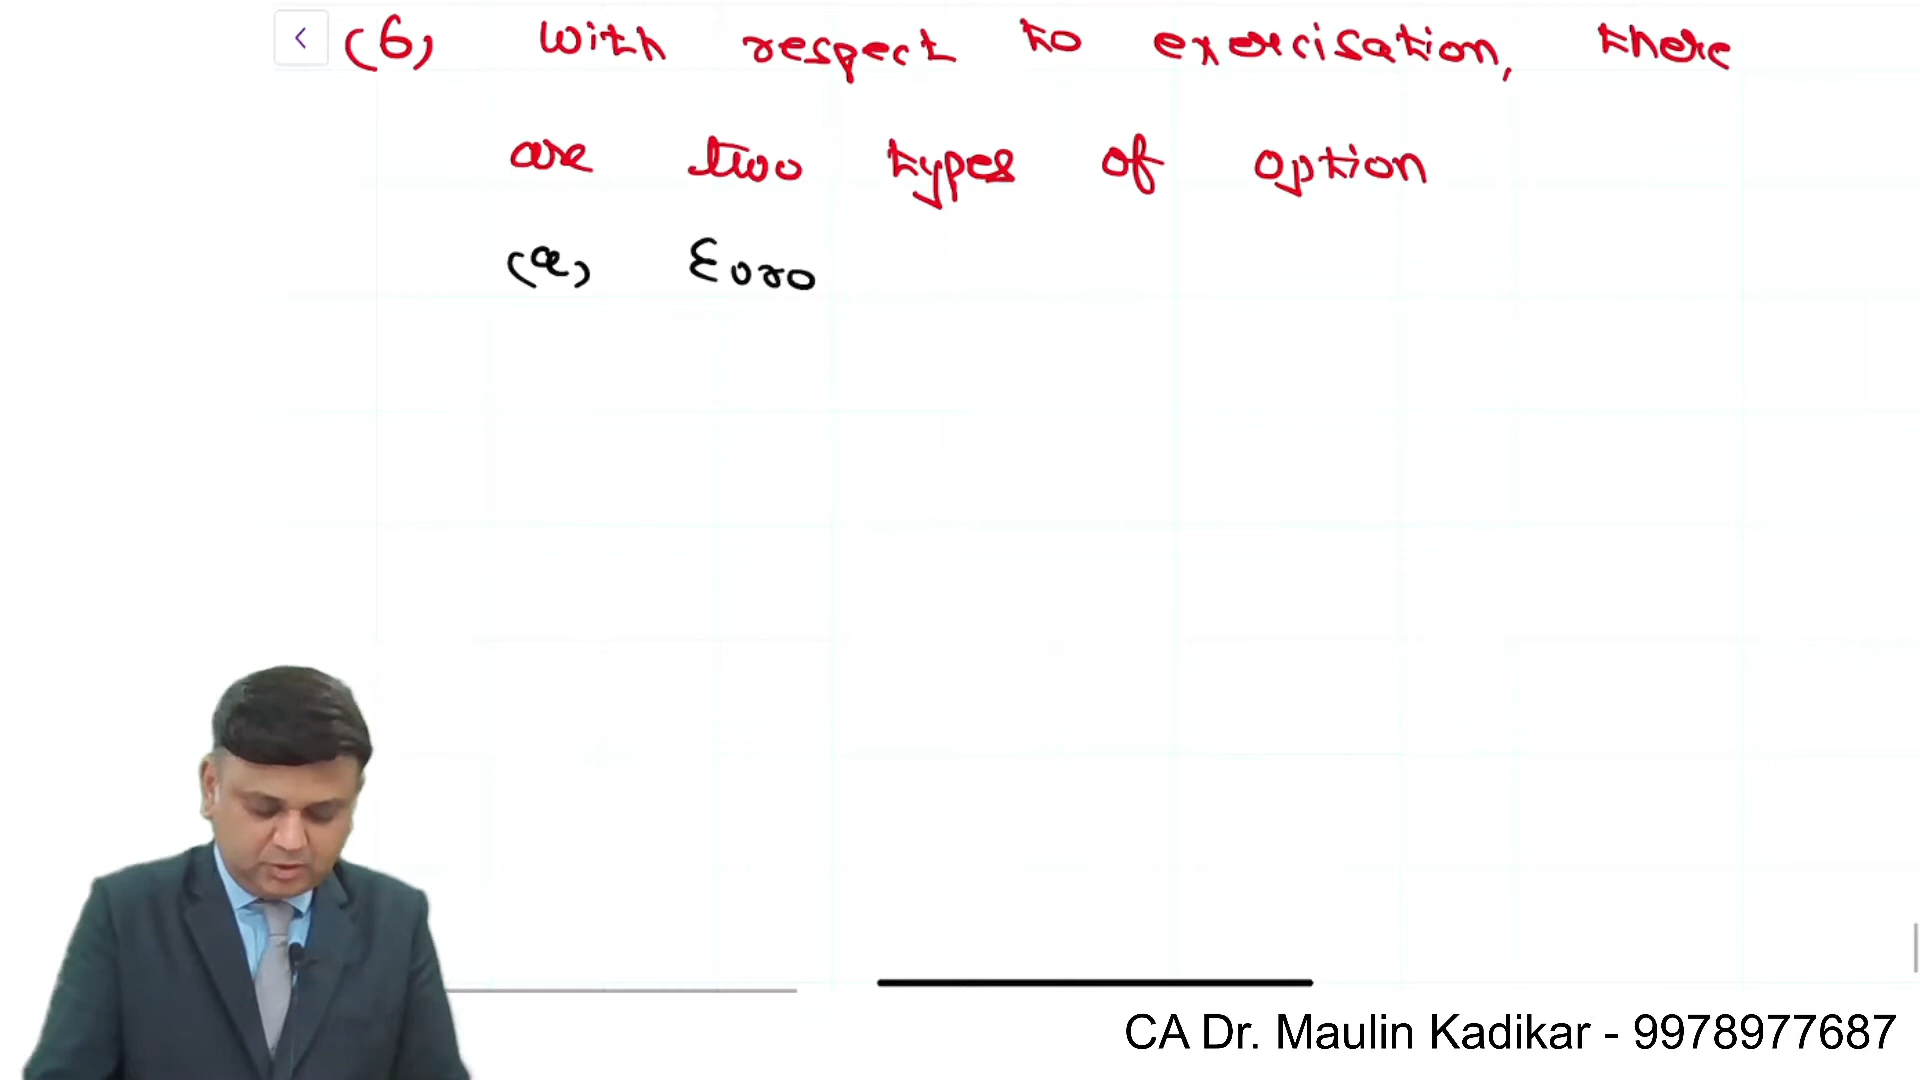 (6) with respect to exercisation, there
are two types of option
(a) Euro
CA Dr. Maulin Kadikar - 9978977687